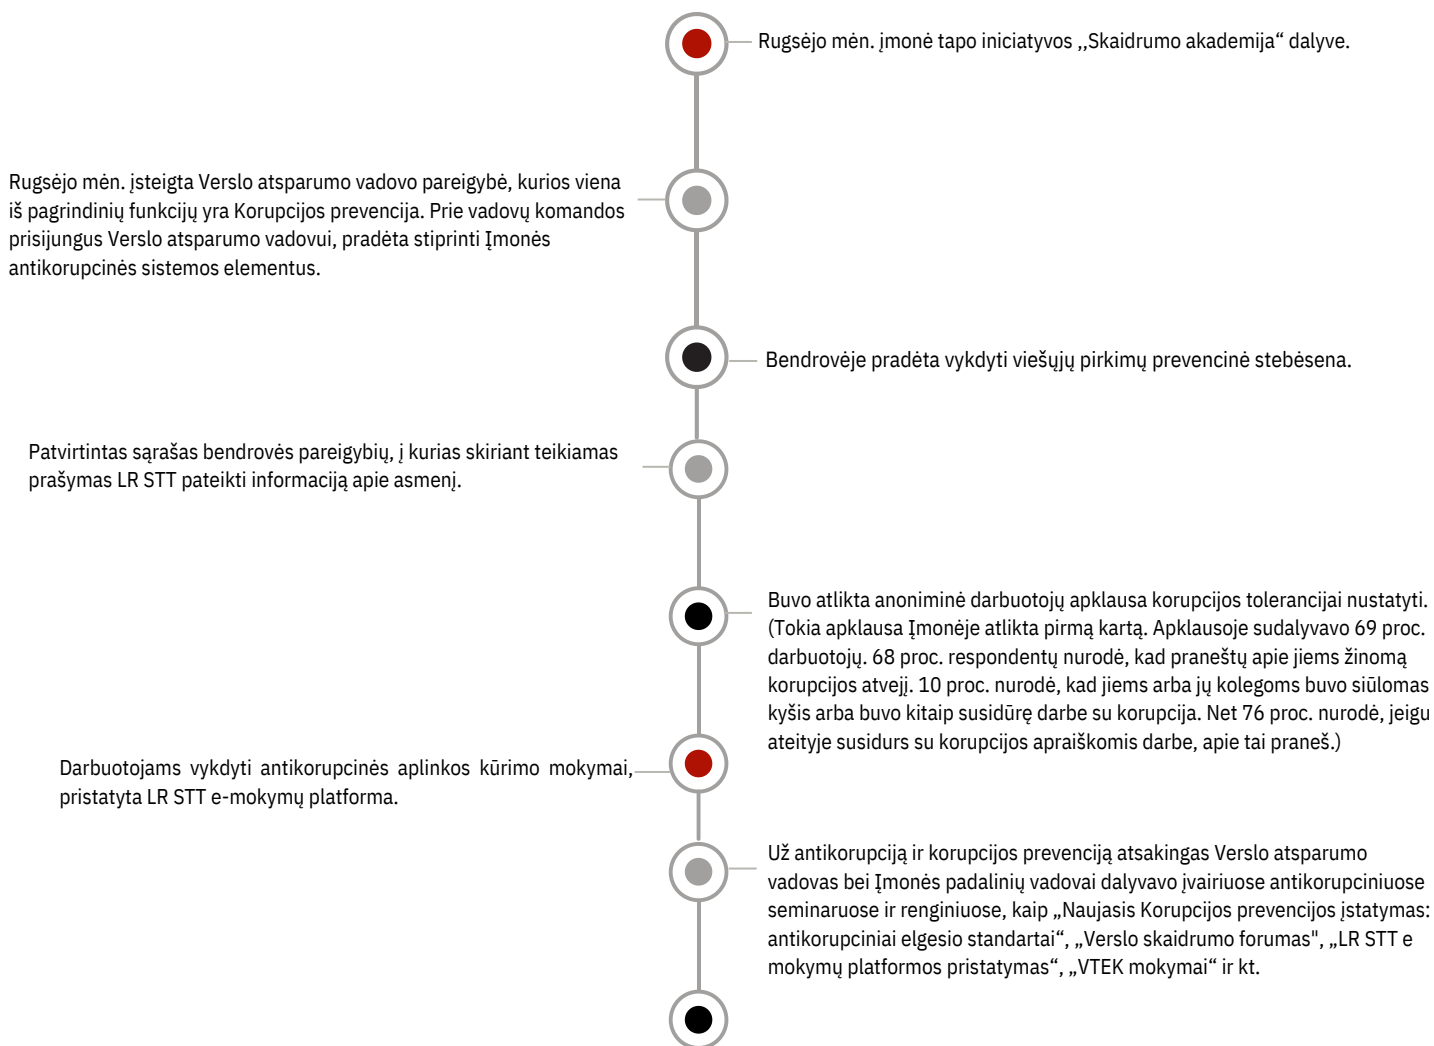 Rugsėjo mėn. įmonė tapo iniciatyvos ,,Skaidrumo akademija“ dalyve.
Rugsėjo mėn. įsteigta Verslo atsparumo vadovo pareigybė, kurios viena
iš pagrindinių funkcijų yra Korupcijos prevencija. Prie vadovų komandos
prisijungus Verslo atsparumo vadovui, pradėta stiprinti Įmonės
antikorupcinės sistemos elementus.
Bendrovėje pradėta vykdyti viešųjų pirkimų prevencinė stebėsena.
Patvirtintas sąrašas bendrovės pareigybių, į kurias skiriant teikiamas
prašymas LR STT pateikti informaciją apie asmenį.
Buvo atlikta anoniminė darbuotojų apklausa korupcijos tolerancijai nustatyti.
(Tokia apklausa Įmonėje atlikta pirmą kartą. Apklausoje sudalyvavo 69 proc.
darbuotojų. 68 proc. respondentų nurodė, kad praneštų apie jiems žinomą
korupcijos atvejį. 10 proc. nurodė, kad jiems arba jų kolegoms buvo siūlomas
kyšis arba buvo kitaip susidūrę darbe su korupcija. Net 76 proc. nurodė, jeigu
ateityje susidurs su korupcijos apraiškomis darbe, apie tai praneš.)
Darbuotojams vykdyti antikorupcinės aplinkos kūrimo mokymai,
pristatyta LR STT e-mokymų platforma.
Už antikorupciją ir korupcijos prevenciją atsakingas Verslo atsparumo
vadovas bei Įmonės padalinių vadovai dalyvavo įvairiuose antikorupciniuose
seminaruose ir renginiuose, kaip „Naujasis Korupcijos prevencijos įstatymas:
antikorupciniai elgesio standartai“, „Verslo skaidrumo forumas", „LR STT e
mokymų platformos pristatymas“, „VTEK mokymai“ ir kt.